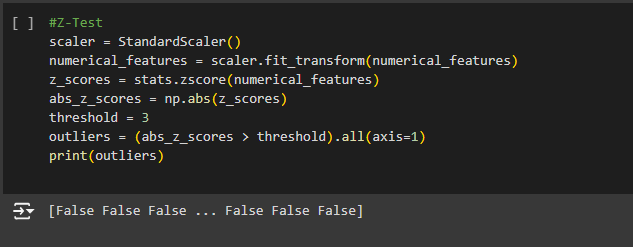 [ ] #Z-Test
scaler = StandardScaler()
numerical_features = scaler.fit_transform(numerical_features)
z_scores = stats.zscore(numerical_features)
abs_z_scores = np.abs(z_scores)
threshold = 3
outliers = (abs_z_scores > threshold).all(axis=1)
print(outliers)
[False False False ... False False False]